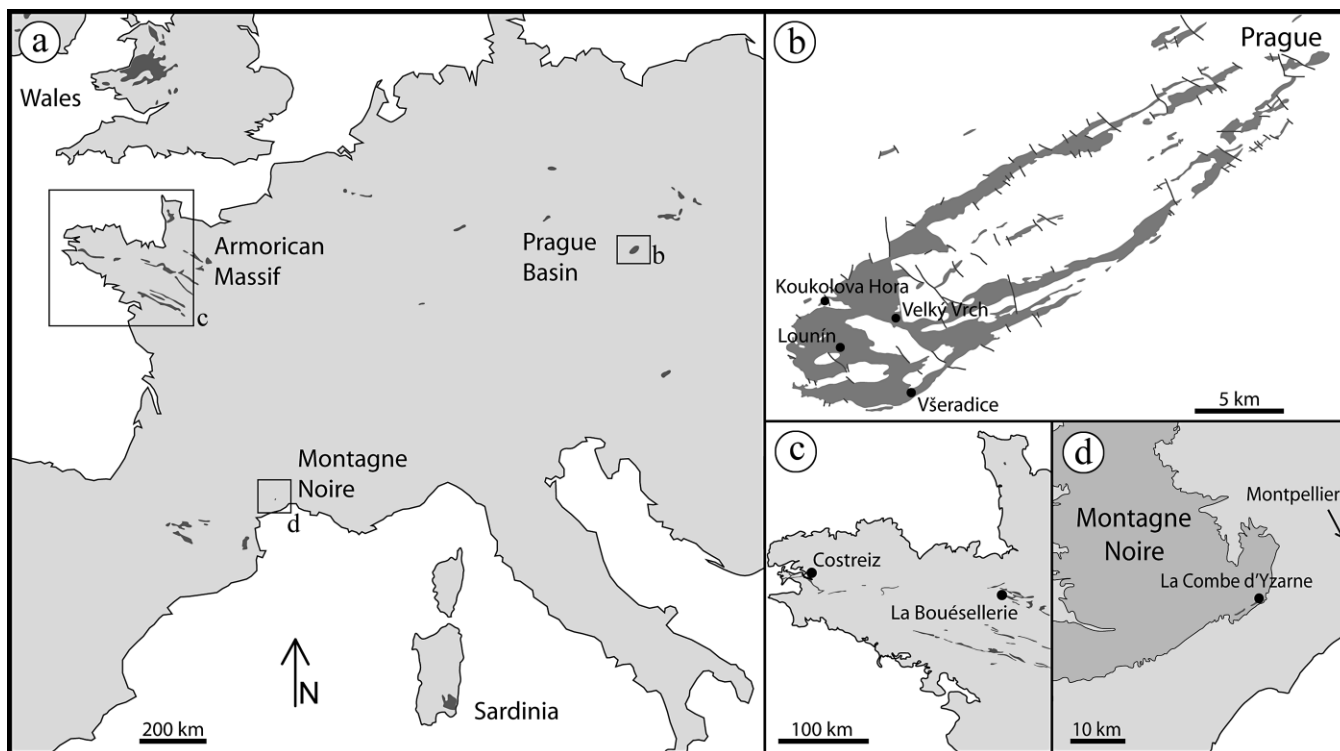 a
Wales
Armorican
Massif
c
Prague
Basin
b
Montagne
Noire
d
N
200 km
Sardinia
b
Prague
Koukolova Hora
Velký Vrch
Lounín
Všeradice
5 km
c
Costreiz
La Bouésellerie
100 km
d
Montpellier
Montagne
Noire
La Combe d'Yzarne
10 km